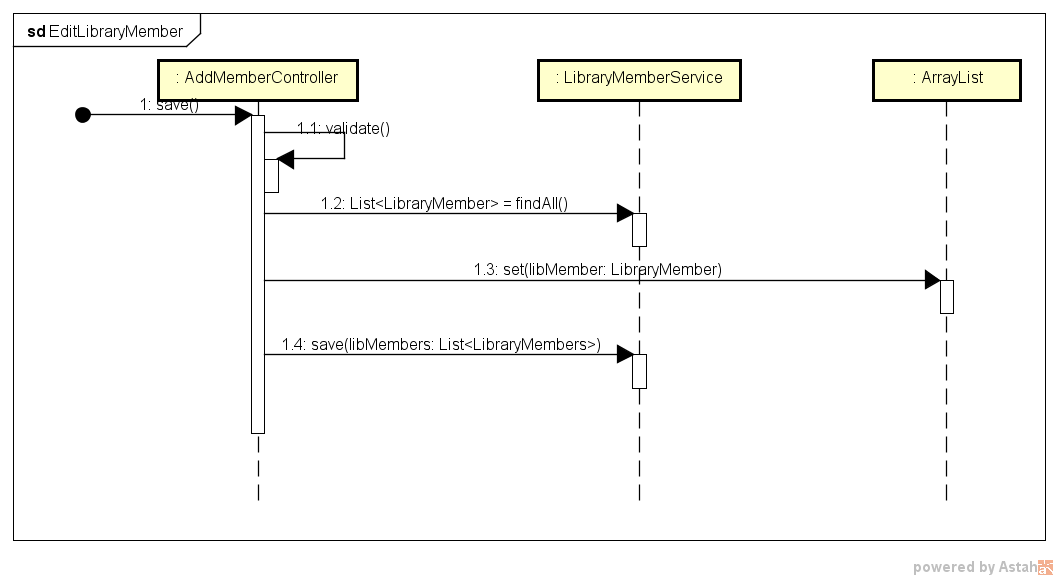 sd EditLibraryMember
: AddMemberController
: LibraryMemberService
: ArrayList
1: save()
1.1: validate()
1.2: List<LibraryMember> = findAll()
1.3: set(libMember: LibraryMember)
1.4: save(libMembers: List<LibraryMembers>)
powered by Astah